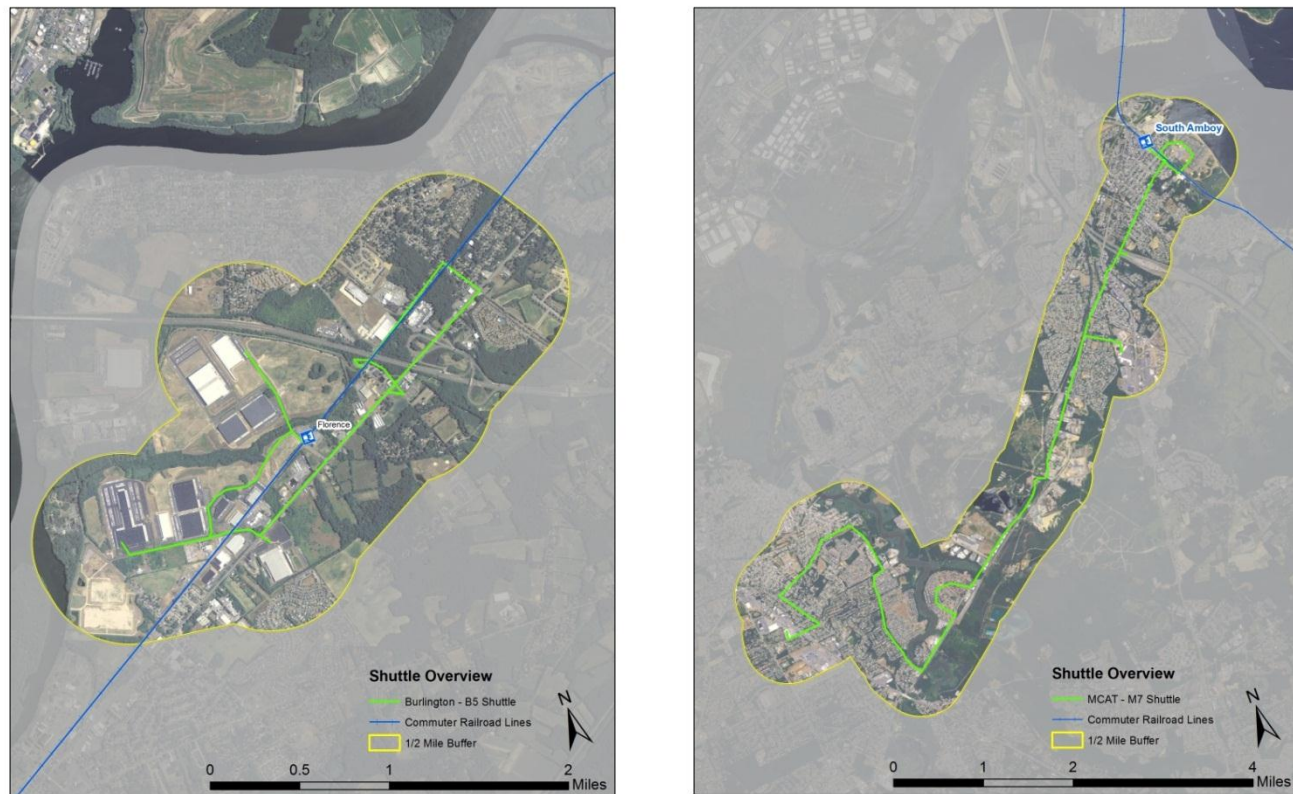 Florence
Shuttle Overview
Burlington - B5 Shuttle
Commuter Railroad Lines
1/2 Mile Buffer
N
0 0.5 1 2
Miles
South Amboy
Shuttle Overview
MCAT - M7 Shuttle
Commuter Railroad Lines
1/2 Mile Buffer
N
0 1 2 4
Miles